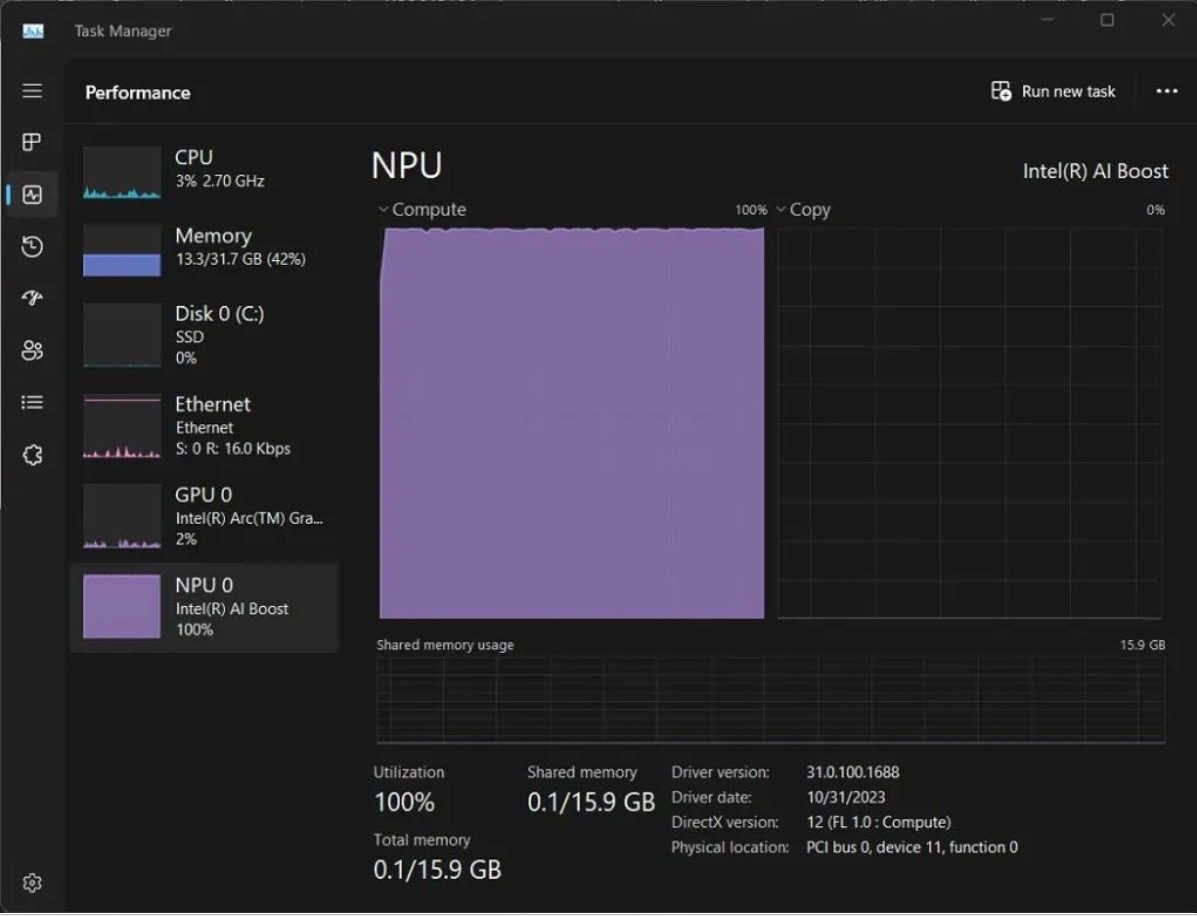 Task Manager
Performance
Run new task
CPU
3% 2.70 GHz
Memory
13.3/31.7 GB (42%)
Disk 0 (C:)
SSD
0%
Ethernet
Ethernet
S: 0 R: 16.0 Kbps
GPU 0
Intel(R) Arc(TM) Gra...
2%
NPU 0
Intel(R) AI Boost
100%
NPU
Intel(R) AI Boost
Compute 100%
Copy 0%
Shared memory usage 15.9 GB
Utilization
100%
Shared memory
0.1/15.9 GB
Total memory
0.1/15.9 GB
Driver version: 31.0.100.1688
Driver date: 10/31/2023
DirectX version: 12 (FL 1.0 : Compute)
Physical location: PCI bus 0, device 11, function 0